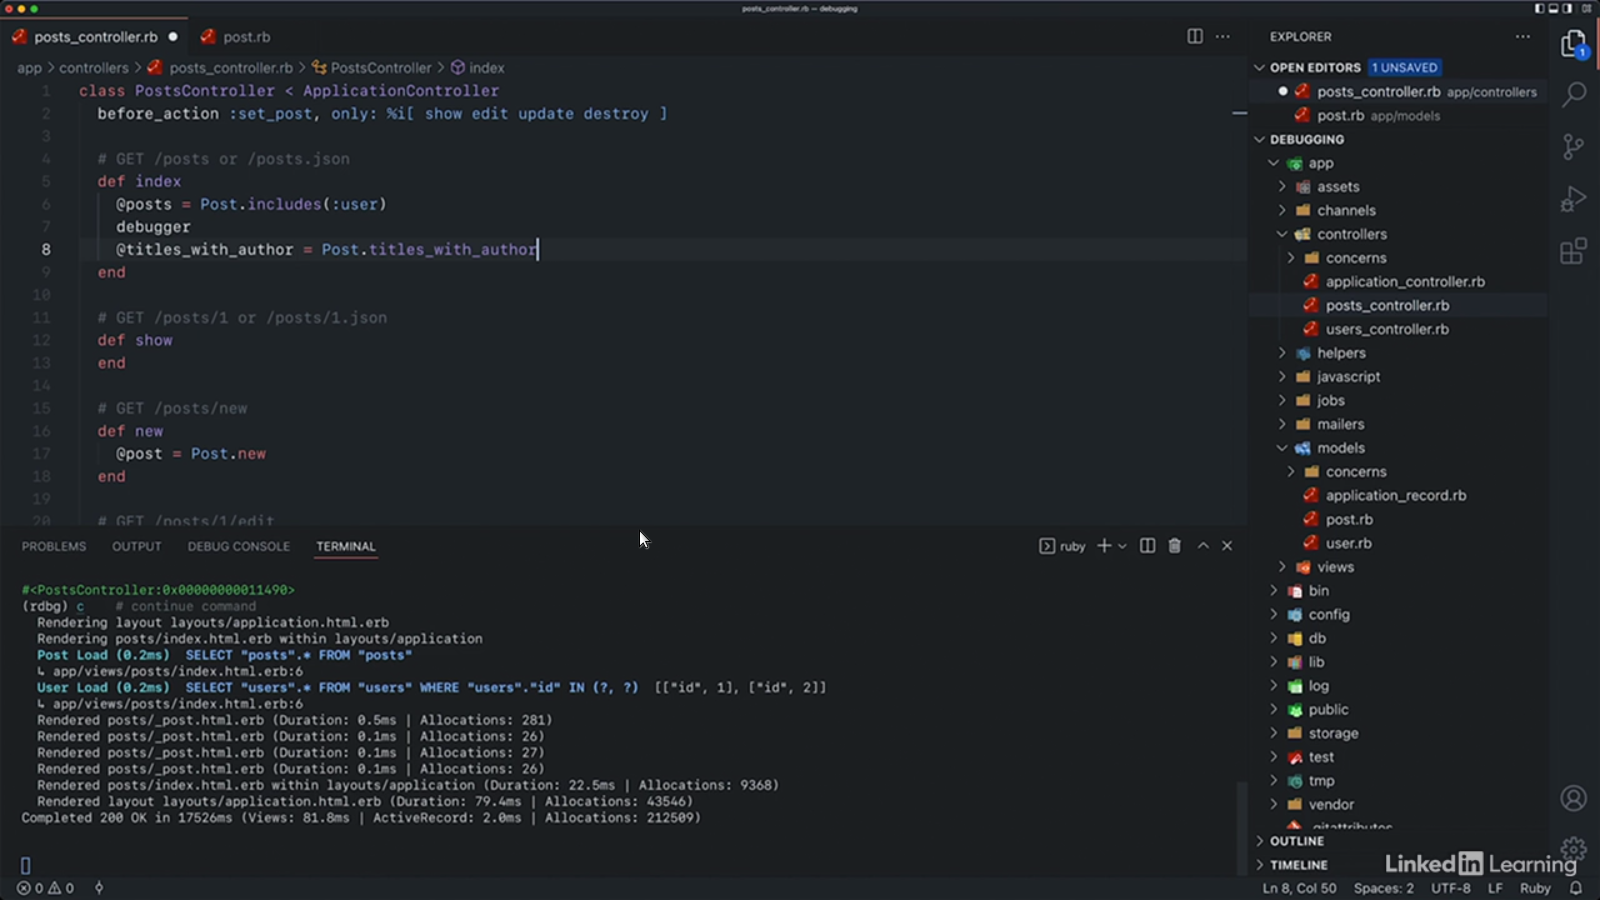 posts_controller.rb — debugging
posts_controller.rb
post.rb
app > controllers > posts_controller.rb > PostsController > index
1 class PostsController < ApplicationController
2 before_action :set_post, only: %i[ show edit update destroy ]
3
4 # GET /posts or /posts.json
5 def index
6 @posts = Post.includes(:user)
7 debugger
8 @titles_with_author = Post.titles_with_author
9 end
10
11 # GET /posts/1 or /posts/1.json
12 def show
13 end
14
15 # GET /posts/new
16 def new
17 @post = Post.new
18 end
19
20 # GET /posts/1/edit
PROBLEMS OUTPUT DEBUG CONSOLE TERMINAL
ruby
#<PostsController:0x00000000011490>
(rdbg) c    # continue command
Rendering layout layouts/application.html.erb
Rendering posts/index.html.erb within layouts/application
Post Load (0.2ms)  SELECT "posts".* FROM "posts"
↳ app/views/posts/index.html.erb:6
User Load (0.2ms)  SELECT "users".* FROM "users" WHERE "users"."id" IN (?, ?)  [["id", 1], ["id", 2]]
↳ app/views/posts/index.html.erb:6
Rendered posts/_post.html.erb (Duration: 0.5ms | Allocations: 281)
Rendered posts/_post.html.erb (Duration: 0.1ms | Allocations: 26)
Rendered posts/_post.html.erb (Duration: 0.1ms | Allocations: 27)
Rendered posts/_post.html.erb (Duration: 0.1ms | Allocations: 26)
Rendered posts/index.html.erb within layouts/application (Duration: 22.5ms | Allocations: 9368)
Rendered layout layouts/application.html.erb (Duration: 79.4ms | Allocations: 43546)
Completed 200 OK in 17526ms (Views: 81.8ms | ActiveRecord: 2.0ms | Allocations: 212509)
EXPLORER
OPEN EDITORS 1 UNSAVED
posts_controller.rb app/controllers
post.rb app/models
DEBUGGING
app
assets
channels
controllers
concerns
application_controller.rb
posts_controller.rb
users_controller.rb
helpers
javascript
jobs
mailers
models
concerns
application_record.rb
post.rb
user.rb
views
bin
config
db
lib
log
public
storage
test
tmp
vendor
.gitattributes
OUTLINE
TIMELINE
1
LinkedIn Learning
0 0
Ln 8, Col 50 Spaces: 2 UTF-8 LF Ruby